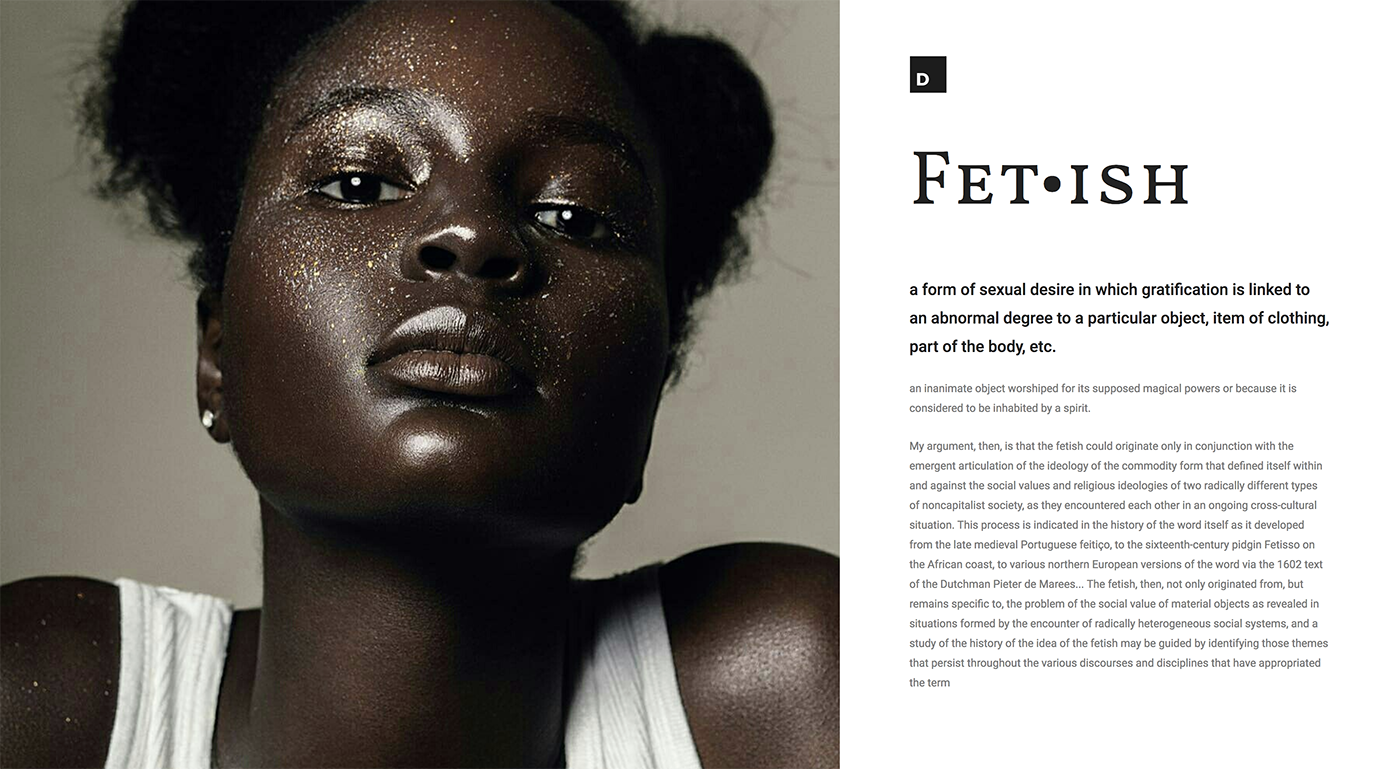 D
Fet•ish
a form of sexual desire in which gratification is linked to
an abnormal degree to a particular object, item of clothing,
part of the body, etc.
an inanimate object worshiped for its supposed magical powers or because it is
considered to be inhabited by a spirit.
My argument, then, is that the fetish could originate only in conjunction with the
emergent articulation of the ideology of the commodity form that defined itself within
and against the social values and religious ideologies of two radically different types
of noncapitalist society, as they encountered each other in an ongoing cross-cultural
situation. This process is indicated in the history of the word itself as it developed
from the late medieval Portuguese feitiço, to the sixteenth-century pidgin Fetisso on
the African coast, to various northern European versions of the word via the 1602 text
of the Dutchman Pieter de Marees... The fetish, then, not only originated from, but
remains specific to, the problem of the social value of material objects as revealed in
situations formed by the encounter of radically heterogeneous social systems, and a
study of the history of the idea of the fetish may be guided by identifying those themes
that persist throughout the various discourses and disciplines that have appropriated
the term